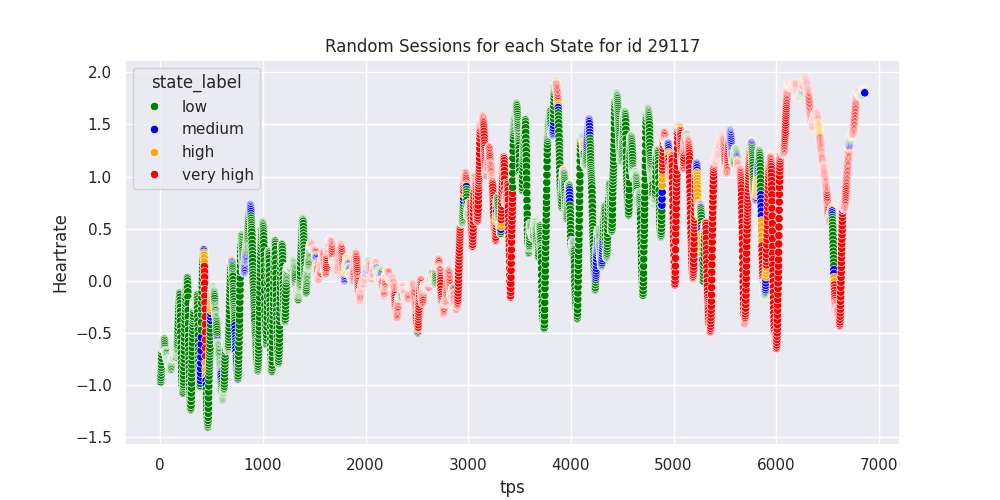 Random Sessions for each State for id 29117
state_label
low
medium
high
very high
Heartrate
2.0
1.5
1.0
0.5
0.0
−0.5
−1.0
−1.5
0 1000 2000 3000 4000 5000 6000 7000
tps